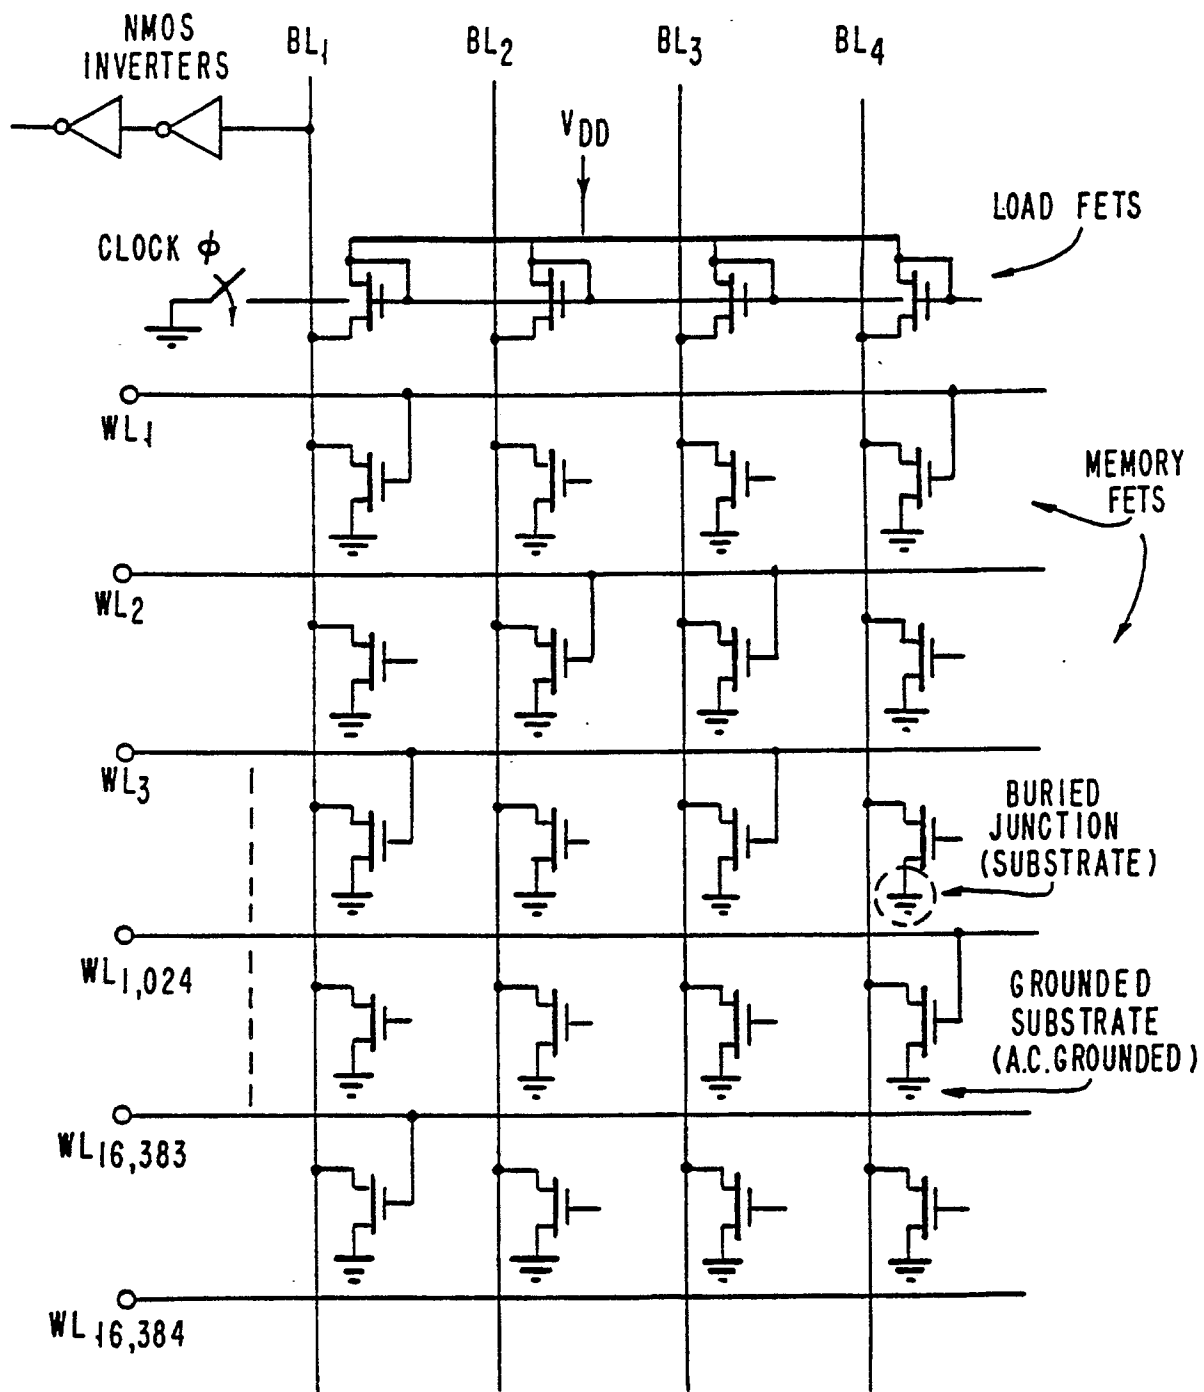 NMOS
INVERTERS
BL1
BL2
BL3
BL4
VDD
LOAD FETS
CLOCK ϕ
WL1
MEMORY
FETS
WL2
WL3
BURIED
JUNCTION
(SUBSTRATE)
WL1,024
GROUNDED
SUBSTRATE
(A.C.GROUNDED)
WL16,383
WL16,384